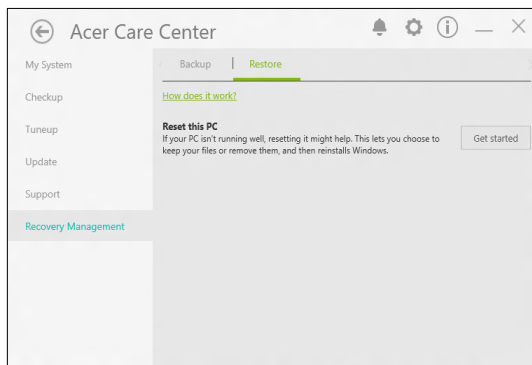 Acer Care Center
My System
Checkup
Tuneup
Update
Support
Recovery Management
Backup | Restore
How does it work?
Reset this PC
If your PC isn't running well, resetting it might help. This lets you choose to
keep your files or remove them, and then reinstalls Windows.
Get started